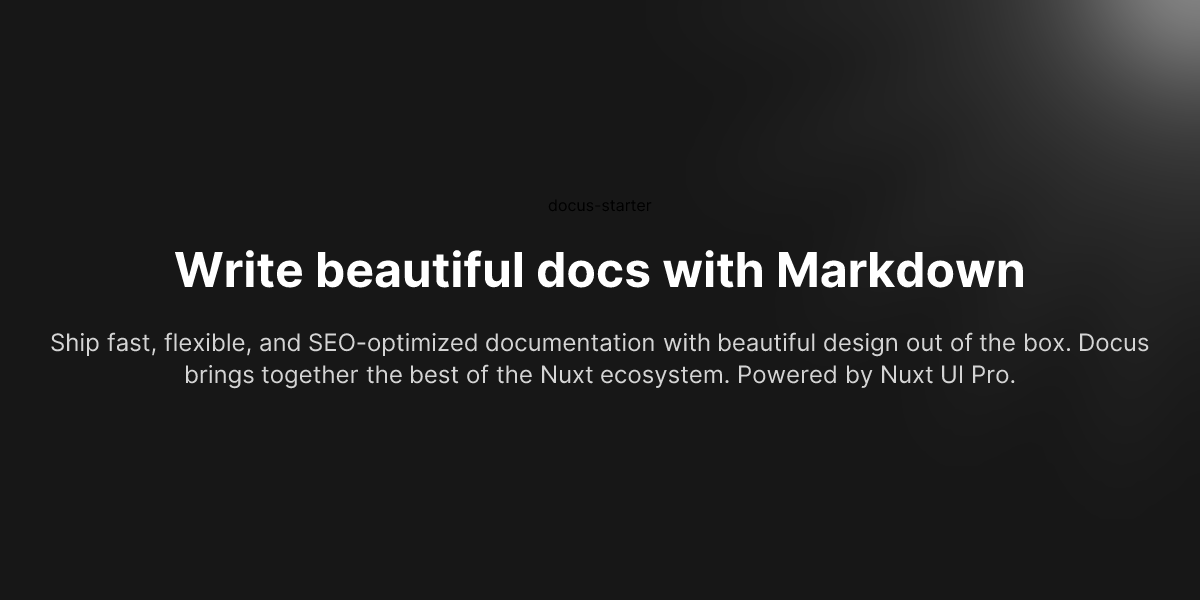 docus-starter
Write beautiful docs with Markdown
Ship fast, flexible, and SEO-optimized documentation with beautiful design out of the box. Docus
brings together the best of the Nuxt ecosystem. Powered by Nuxt UI Pro.